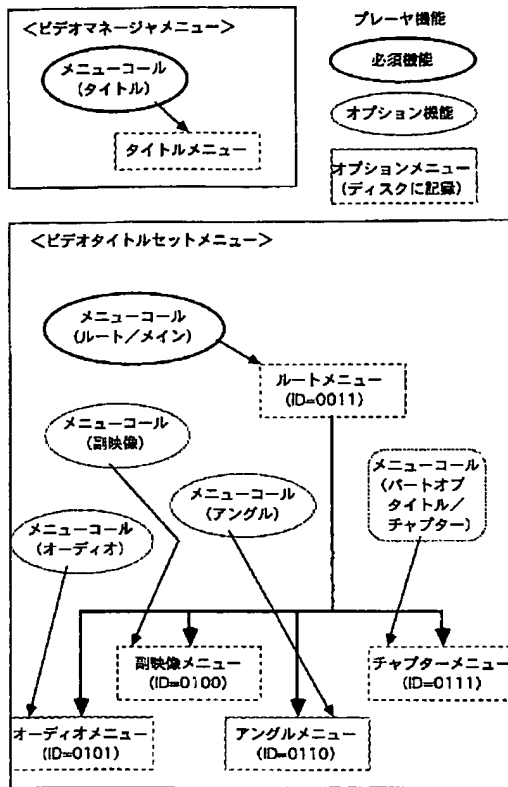 <ビデオマネージャメニュー>
メニューコール
(タイトル)
タイトルメニュー
プレーヤ機能
必須機能
オプション機能
オプションメニュー
(ディスクに記録)
<ビデオタイトルセットメニュー>
メニューコール
(ルート/メイン)
ルートメニュー
(ID=0011)
メニューコール
(副映像)
メニューコール
(アングル)
メニューコール
(パートオブ
タイトル/
チャプター)
メニューコール
(オーディオ)
副映像メニュー
(ID=0100)
チャプターメニュー
(ID=0111)
オーディオメニュー
(ID=0101)
アングルメニュー
(ID=0110)